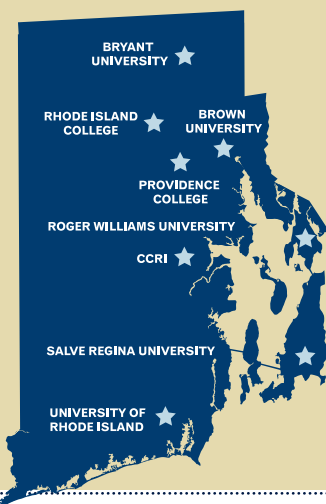 BRYANT
UNIVERSITY
RHODE ISLAND
COLLEGE
BROWN
UNIVERSITY
PROVIDENCE
COLLEGE
ROGER WILLIAMS UNIVERSITY
CCRI
SALVE REGINA UNIVERSITY
UNIVERSITY OF
RHODE ISLAND